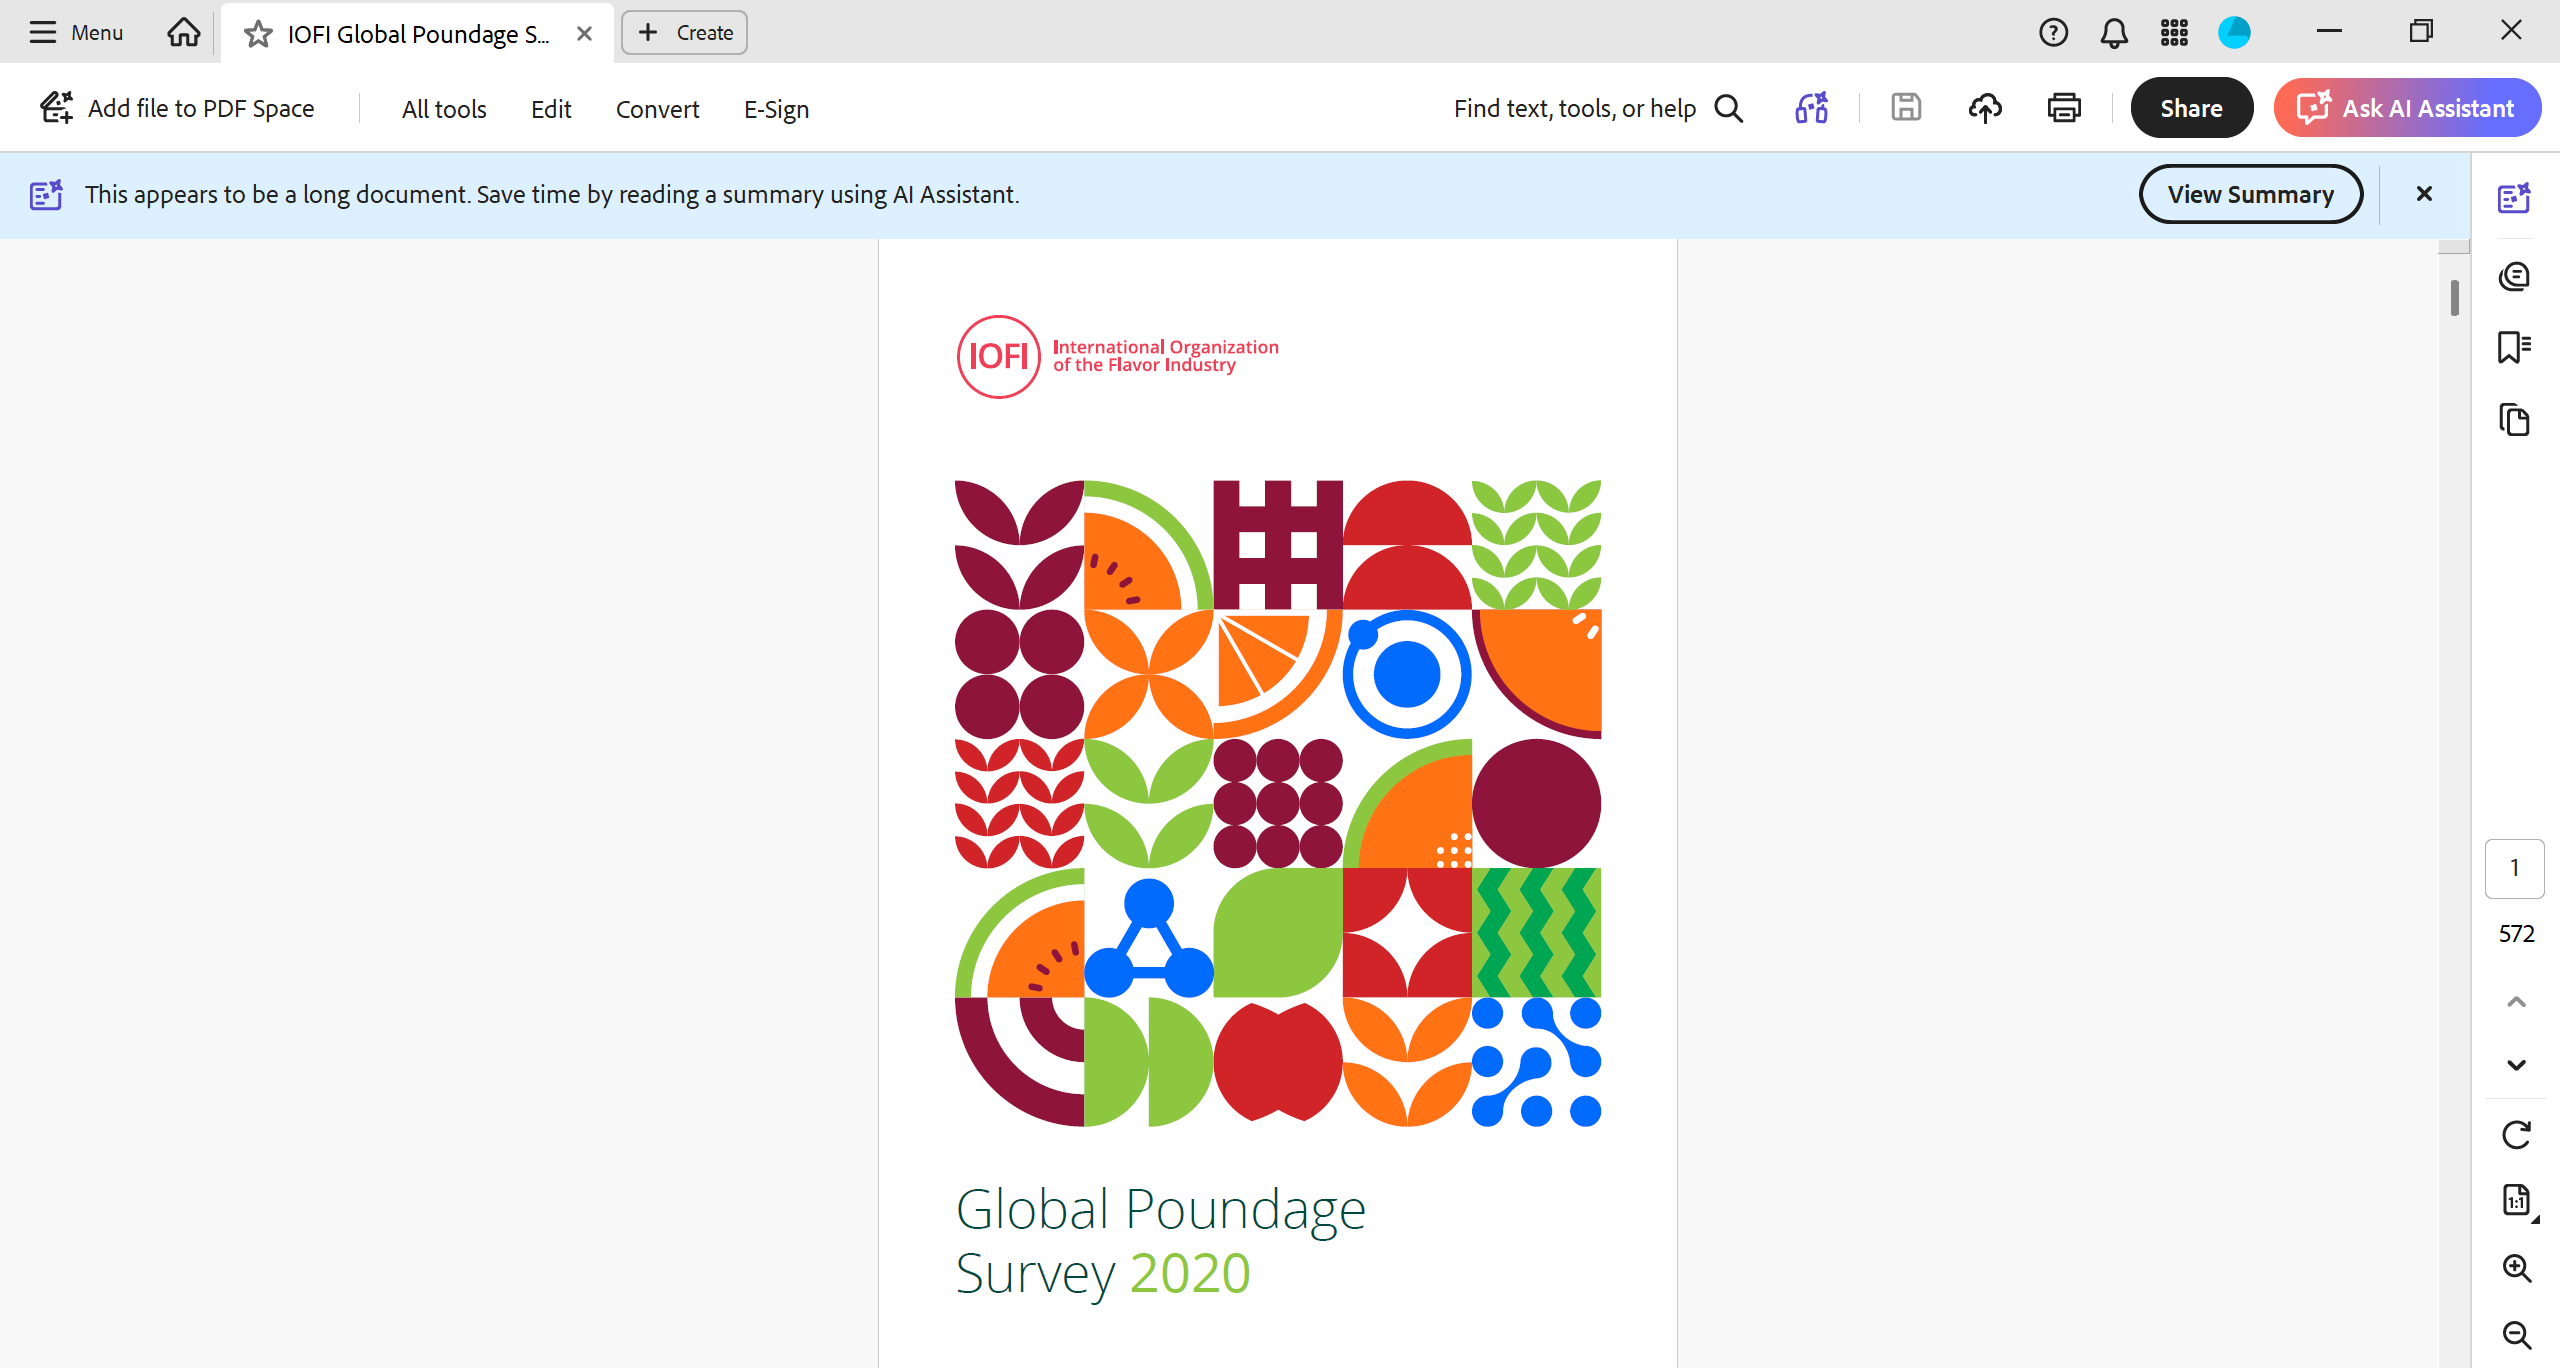 Menu
IOFI Global Poundage S...
Create
Add file to PDF Space
All tools
Edit
Convert
E-Sign
Find text, tools, or help
Share
Ask AI Assistant
This appears to be a long document. Save time by reading a summary using AI Assistant.
View Summary
IOFI
International Organization
of the Flavor Industry
Global Poundage
Survey 2020
1
572
1:1